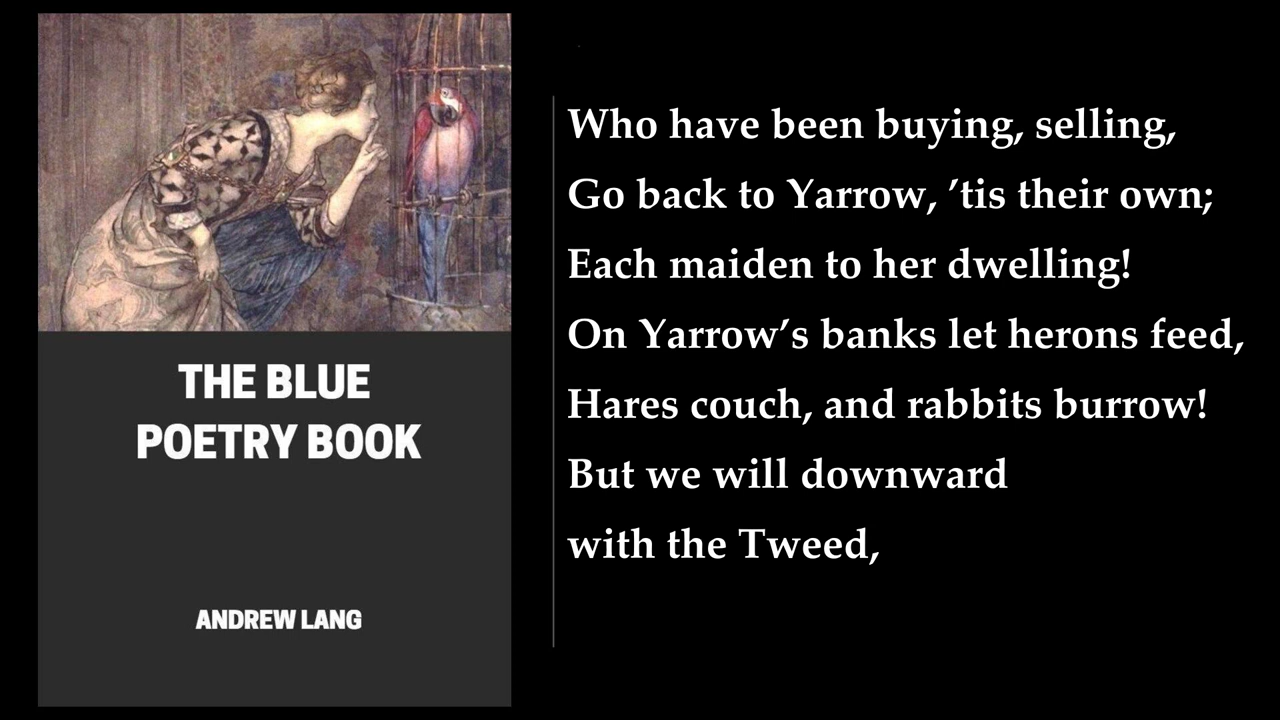 THE BLUE
POETRY BOOK
ANDREW LANG
Who have been buying, selling,
Go back to Yarrow, ’tis their own;
Each maiden to her dwelling!
On Yarrow’s banks let herons feed,
Hares couch, and rabbits burrow!
But we will downward
with the Tweed,